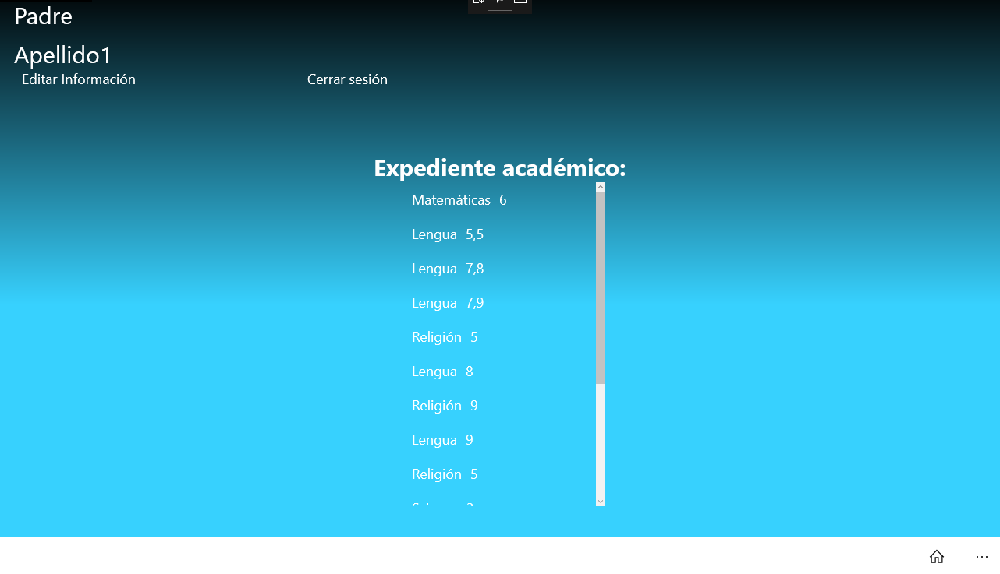 Padre
Apellido1
Editar Información Cerrar sesión
Expediente académico:
Matemáticas 6
Lengua 5,5
Lengua 7,8
Lengua 7,9
Religión 5
Lengua 8
Religión 9
Lengua 9
Religión 5